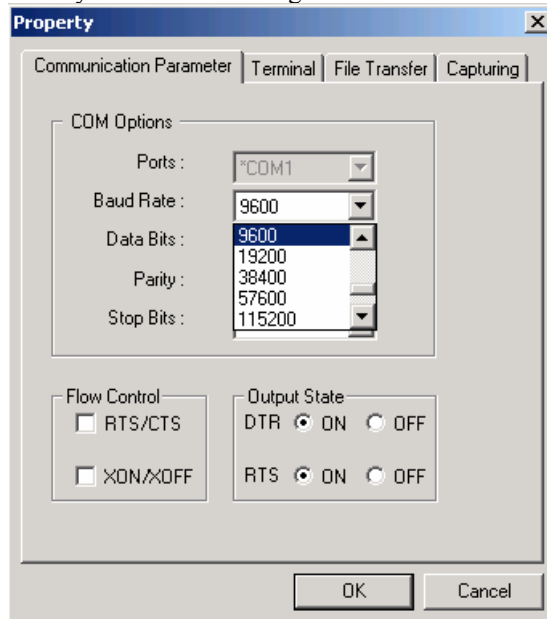 Property
Communication Parameter Terminal File Transfer Capturing
COM Options
Ports : *COM1
Baud Rate : 9600
Data Bits : 9600
19200
Parity : 38400
57600
Stop Bits : 115200
Flow Control Output State
RTS/CTS DTR ON OFF
XON/XOFF RTS ON OFF
OK Cancel